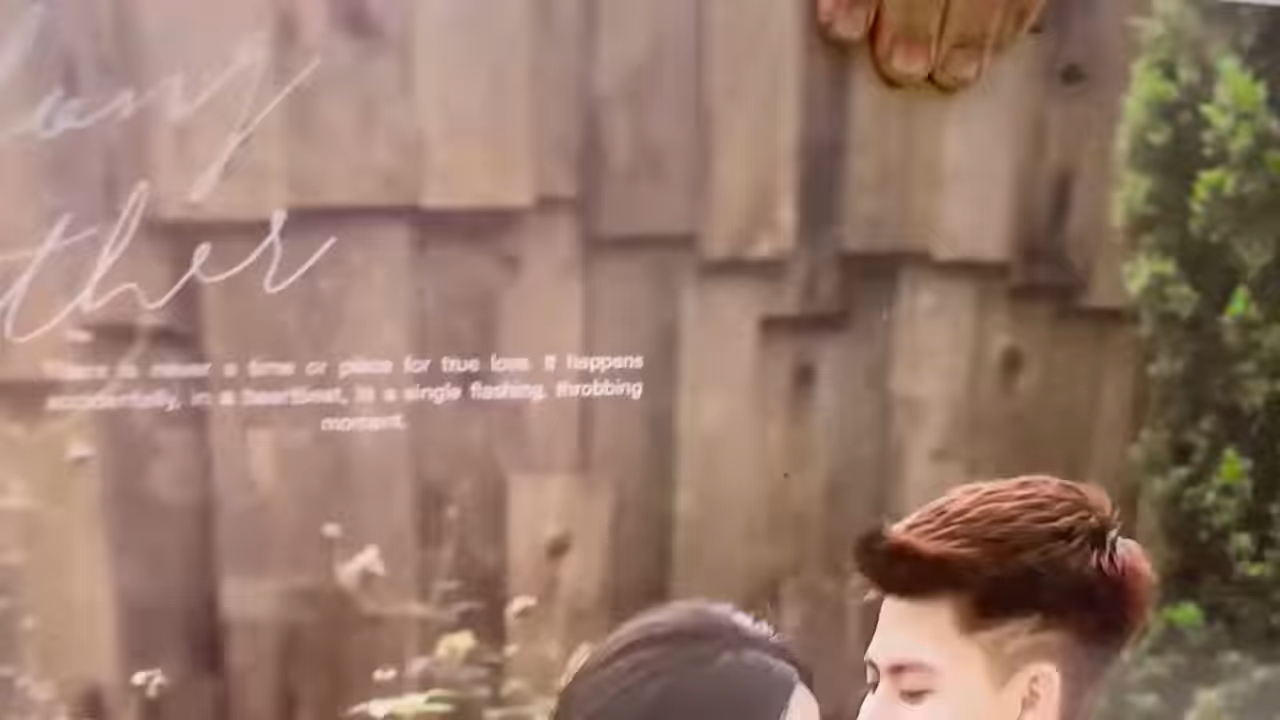 ther
There is never a time or place for true love. It happens
accidentally, in a heartbeat, in a single flashing, throbbing
moment.